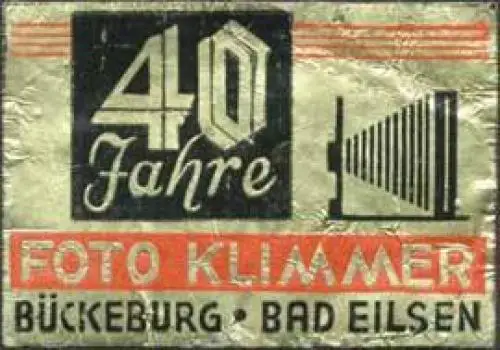 40
Jahre
FOTO KLIMMER
BÜCKEBURG • BAD EILSEN